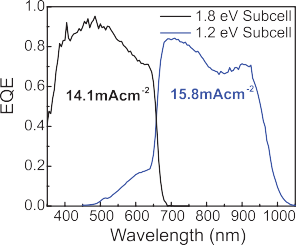 1.0
0.8
0.6
0.4
0.2
0.0
EQE
1.8 eV Subcell
1.2 eV Subcell
14.1mAcm-2
15.8mAcm-2
400 500 600 700 800 900 1000
Wavelength (nm)